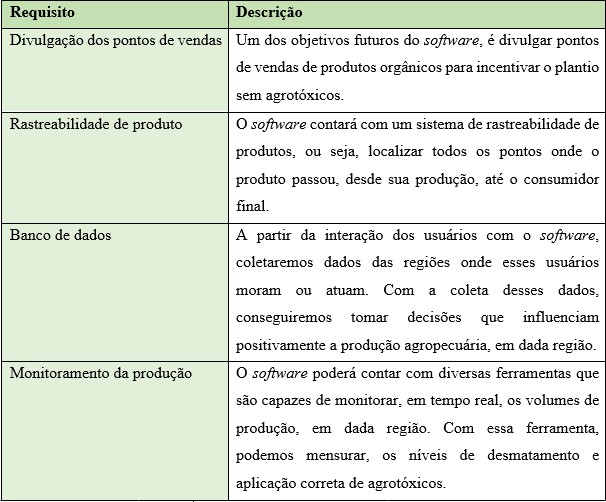 Requisito Descrição
Divulgação dos pontos de vendas Um dos objetivos futuros do software, é divulgar pontos
de vendas de produtos orgânicos para incentivar o plantio
sem agrotóxicos.
Rastreabilidade de produto O software contará com um sistema de rastreabilidade de
produtos, ou seja, localizar todos os pontos onde o
produto passou, desde sua produção, até o consumidor
final.
Banco de dados A partir da interação dos usuários com o software,
coletaremos dados das regiões onde esses usuários
moram ou atuam. Com a coleta desses dados,
conseguiremos tomar decisões que influenciam
positivamente a produção agropecuária, em dada região.
Monitoramento da produção O software poderá contar com diversas ferramentas que
são capazes de monitorar, em tempo real, os volumes de
produção, em dada região. Com essa ferramenta,
podemos mensurar, os níveis de desmatamento e
aplicação correta de agrotóxicos.